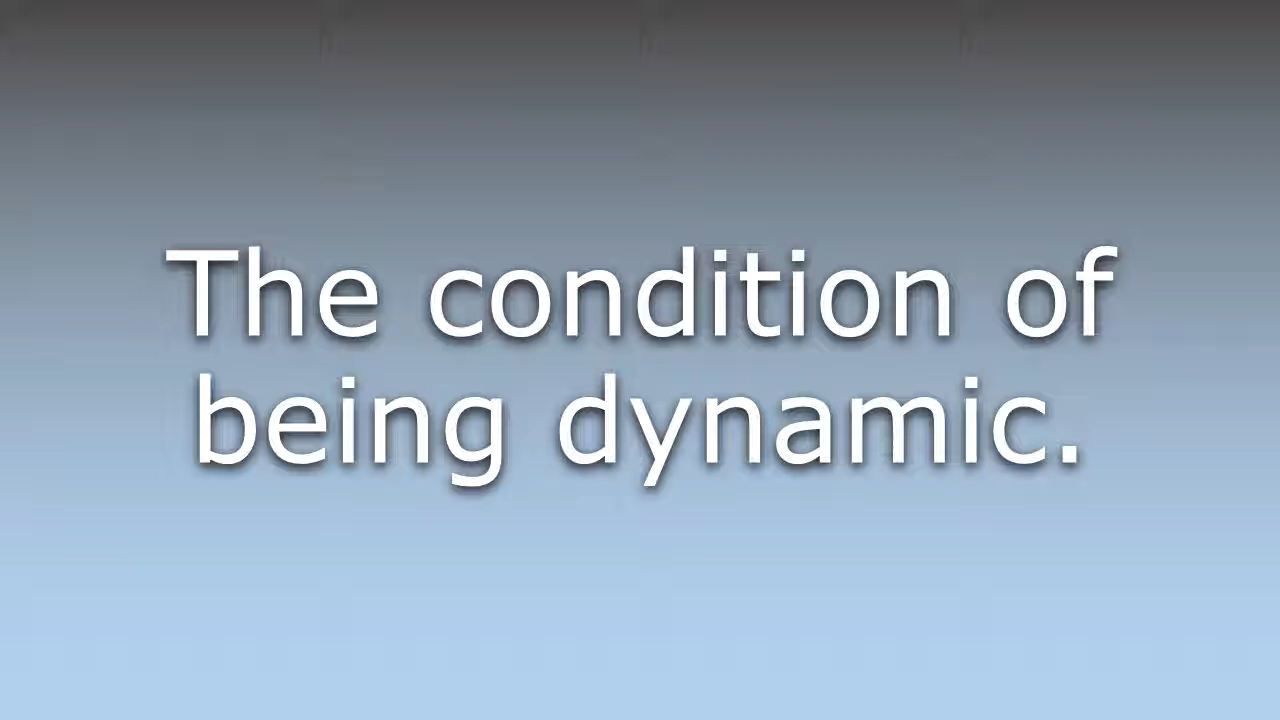 The condition of
being dynamic.